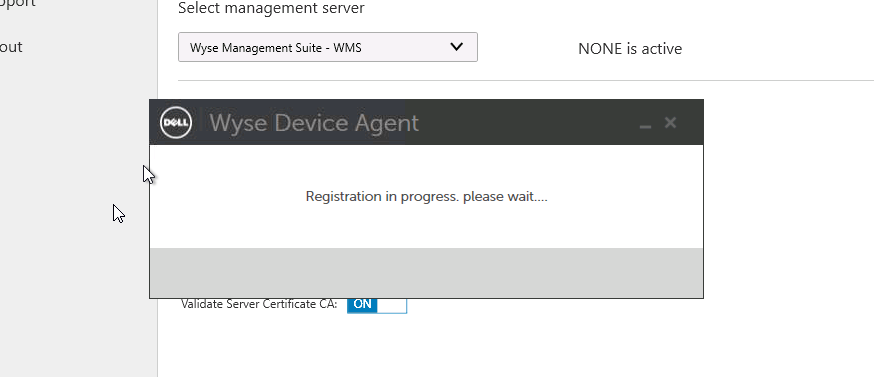 Select management server
out
Wyse Management Suite - WMS
NONE is active
DELL
Wyse Device Agent
Registration in progress. please wait....
Validate Server Certificate CA:
ON